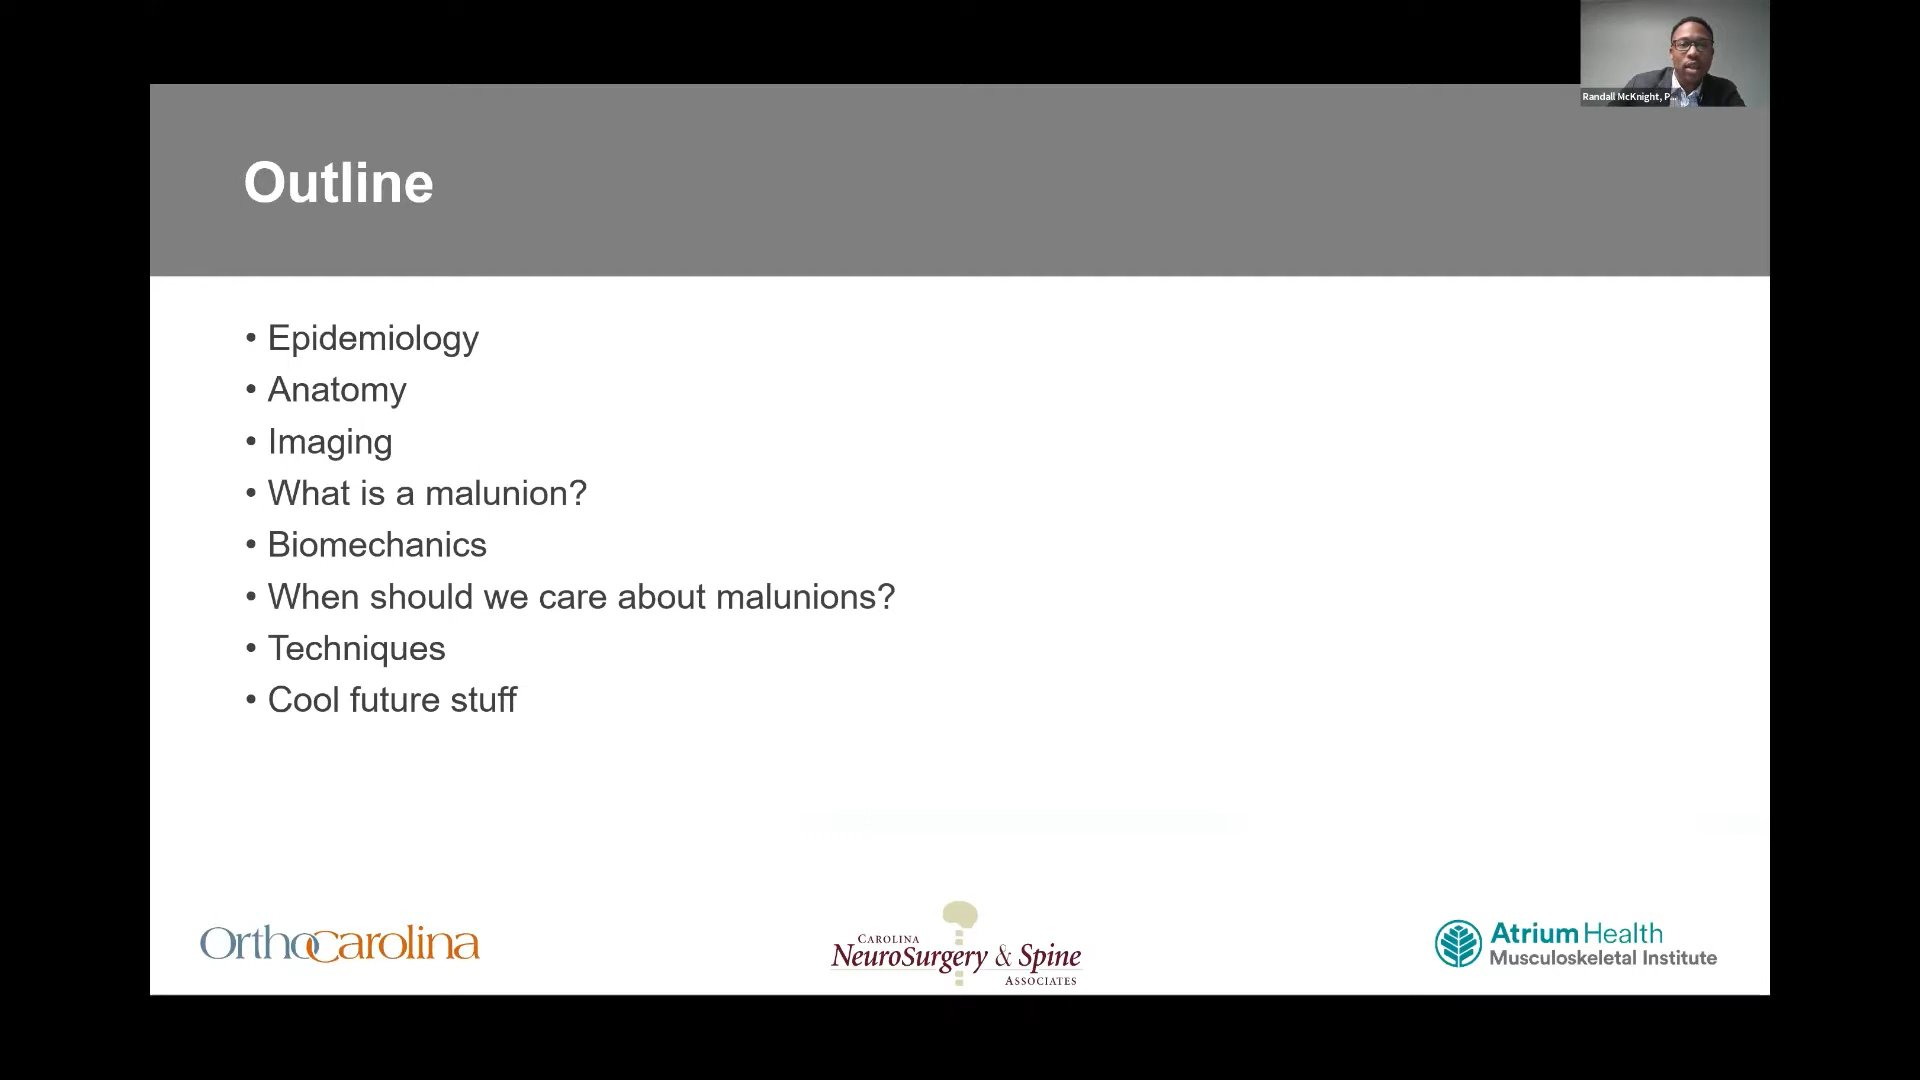 Randall McKnight, P...
Outline
• Epidemiology
• Anatomy
• Imaging
• What is a malunion?
• Biomechanics
• When should we care about malunions?
• Techniques
• Cool future stuff
OrthoCarolina
CAROLINA
NEUROSURGERY & SPINE
ASSOCIATES
Atrium Health
Musculoskeletal Institute